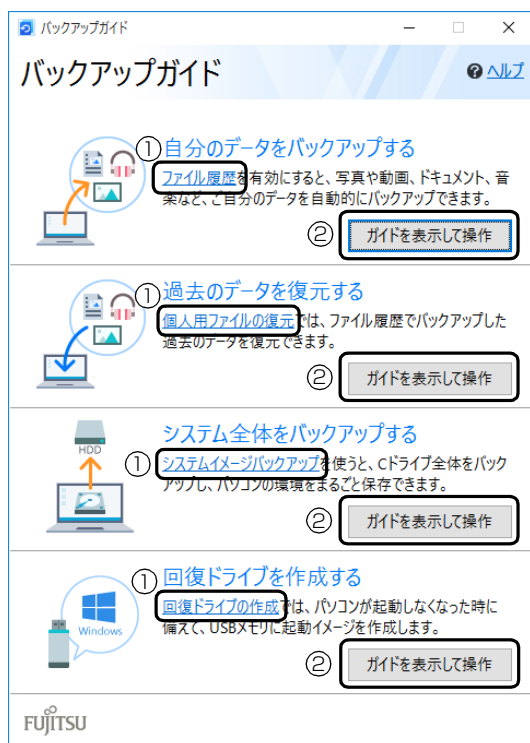 バックアップガイド
バックアップガイド
? ヘルプ
① 自分のデータをバックアップする
ファイル履歴を有効にすると、写真や動画、ドキュメント、音
楽など、ご自分のデータを自動的にバックアップできます。
② ガイドを表示して操作
① 過去のデータを復元する
個人用ファイルの復元では、ファイル履歴でバックアップした
過去のデータを復元できます。
② ガイドを表示して操作
HDD
システム全体をバックアップする
① システムイメージバックアップを使うと、Cドライブ全体をバック
アップし、パソコンの環境をまるごと保存できます。
② ガイドを表示して操作
① 回復ドライブを作成する
Windows
回復ドライブの作成では、パソコンが起動しなくなった時に
備えて、USBメモリに起動イメージを作成します。
② ガイドを表示して操作
FUJITSU